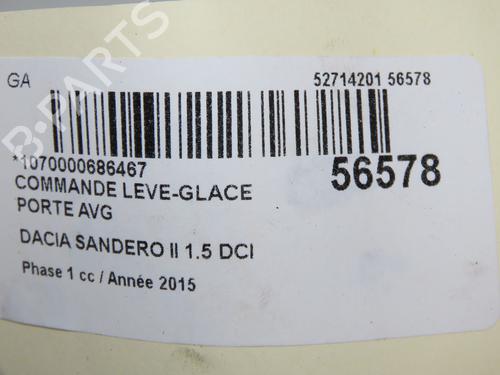 GA
52714201 56578
*1070000686467
56578
COMMANDE LEVE-GLACE
PORTE AVG
DACIA SANDERO II 1.5 DCI
Phase 1 cc / Année 2015
B-PARTS